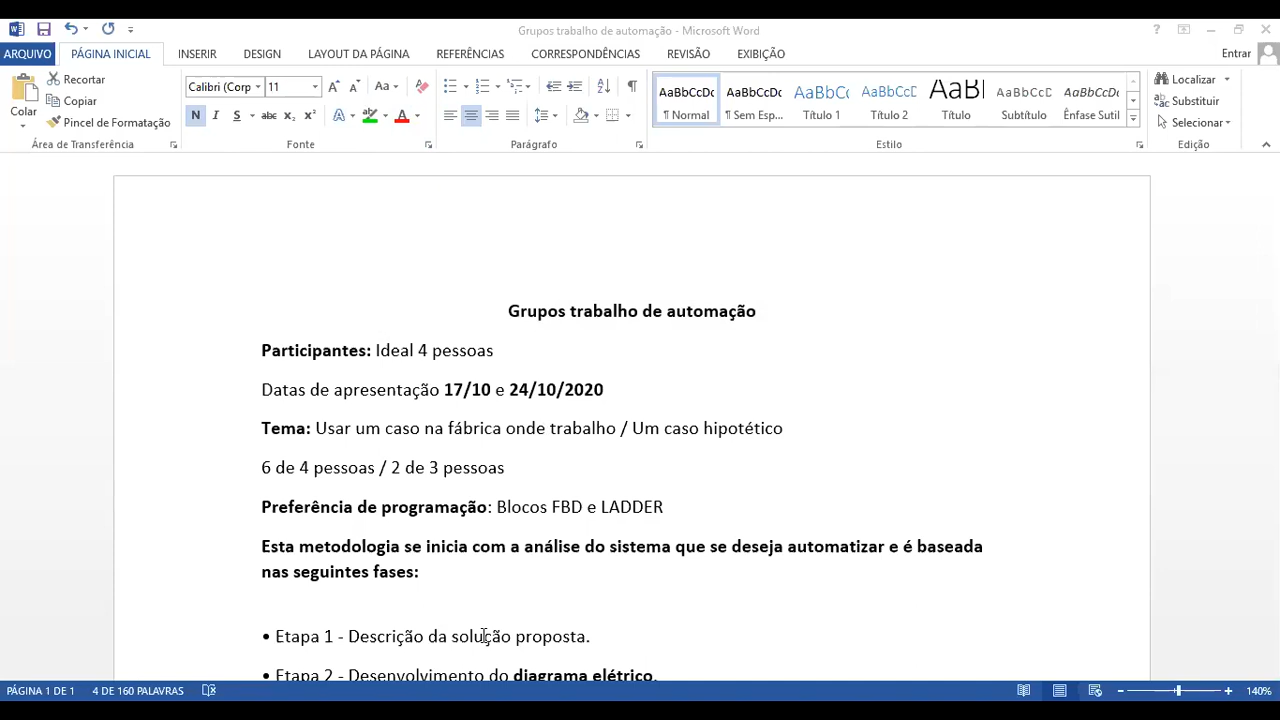 Grupos trabalho de automação - Microsoft Word
ARQUIVO PÁGINA INICIAL INSERIR DESIGN LAYOUT DA PÁGINA REFERÊNCIAS CORRESPONDÊNCIAS REVISÃO EXIBIÇÃO Entrar
Colar
Recortar
Copiar
Pincel de Formatação
Área de Transferência
Calibri (Corp 11
N I S abc x₂ x²
Fonte
Parágrafo
AaBbCcDc AaBbCcDc AaBbCc AaBbCcD AaBbC AaBbCcD AaBbCcDc
¶ Normal ¶ Sem Esp... Título 1 Título 2 Título Subtítulo Ênfase Sutil
Estilo
Localizar
Substituir
Selecionar
Edição
Grupos trabalho de automação
Participantes: Ideal 4 pessoas
Datas de apresentação 17/10 e 24/10/2020
Tema: Usar um caso na fábrica onde trabalho / Um caso hipotético
6 de 4 pessoas / 2 de 3 pessoas
Preferência de programação: Blocos FBD e LADDER
Esta metodologia se inicia com a análise do sistema que se deseja automatizar e é baseada
nas seguintes fases:
• Etapa 1 - Descrição da solução proposta.
• Etapa 2 - Desenvolvimento do diagrama elétrico.
PÁGINA 1 DE 1 4 DE 160 PALAVRAS 140%